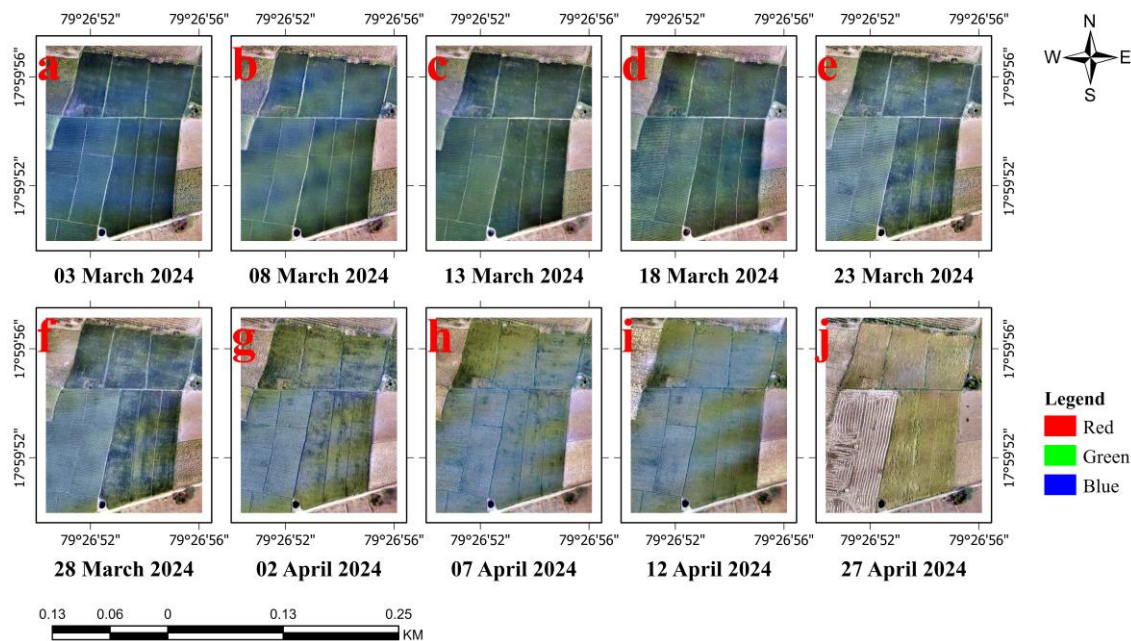 79°26'52" 79°26'56" 79°26'52" 79°26'56" 79°26'52" 79°26'56" 79°26'52" 79°26'56" 79°26'52" 79°26'56"
N
W E
S
17°59'56" 17°59'52"
a b c d e
17°59'56" 17°59'52"
03 March 2024 08 March 2024 13 March 2024 18 March 2024 23 March 2024
17°59'56" 17°59'52"
f g h i j
17°59'56" 17°59'52"
Legend
Red
Green
Blue
79°26'52" 79°26'56" 79°26'52" 79°26'56" 79°26'52" 79°26'56" 79°26'52" 79°26'56" 79°26'52" 79°26'56"
28 March 2024 02 April 2024 07 April 2024 12 April 2024 27 April 2024
0.13 0.06 0 0.13 0.25
KM